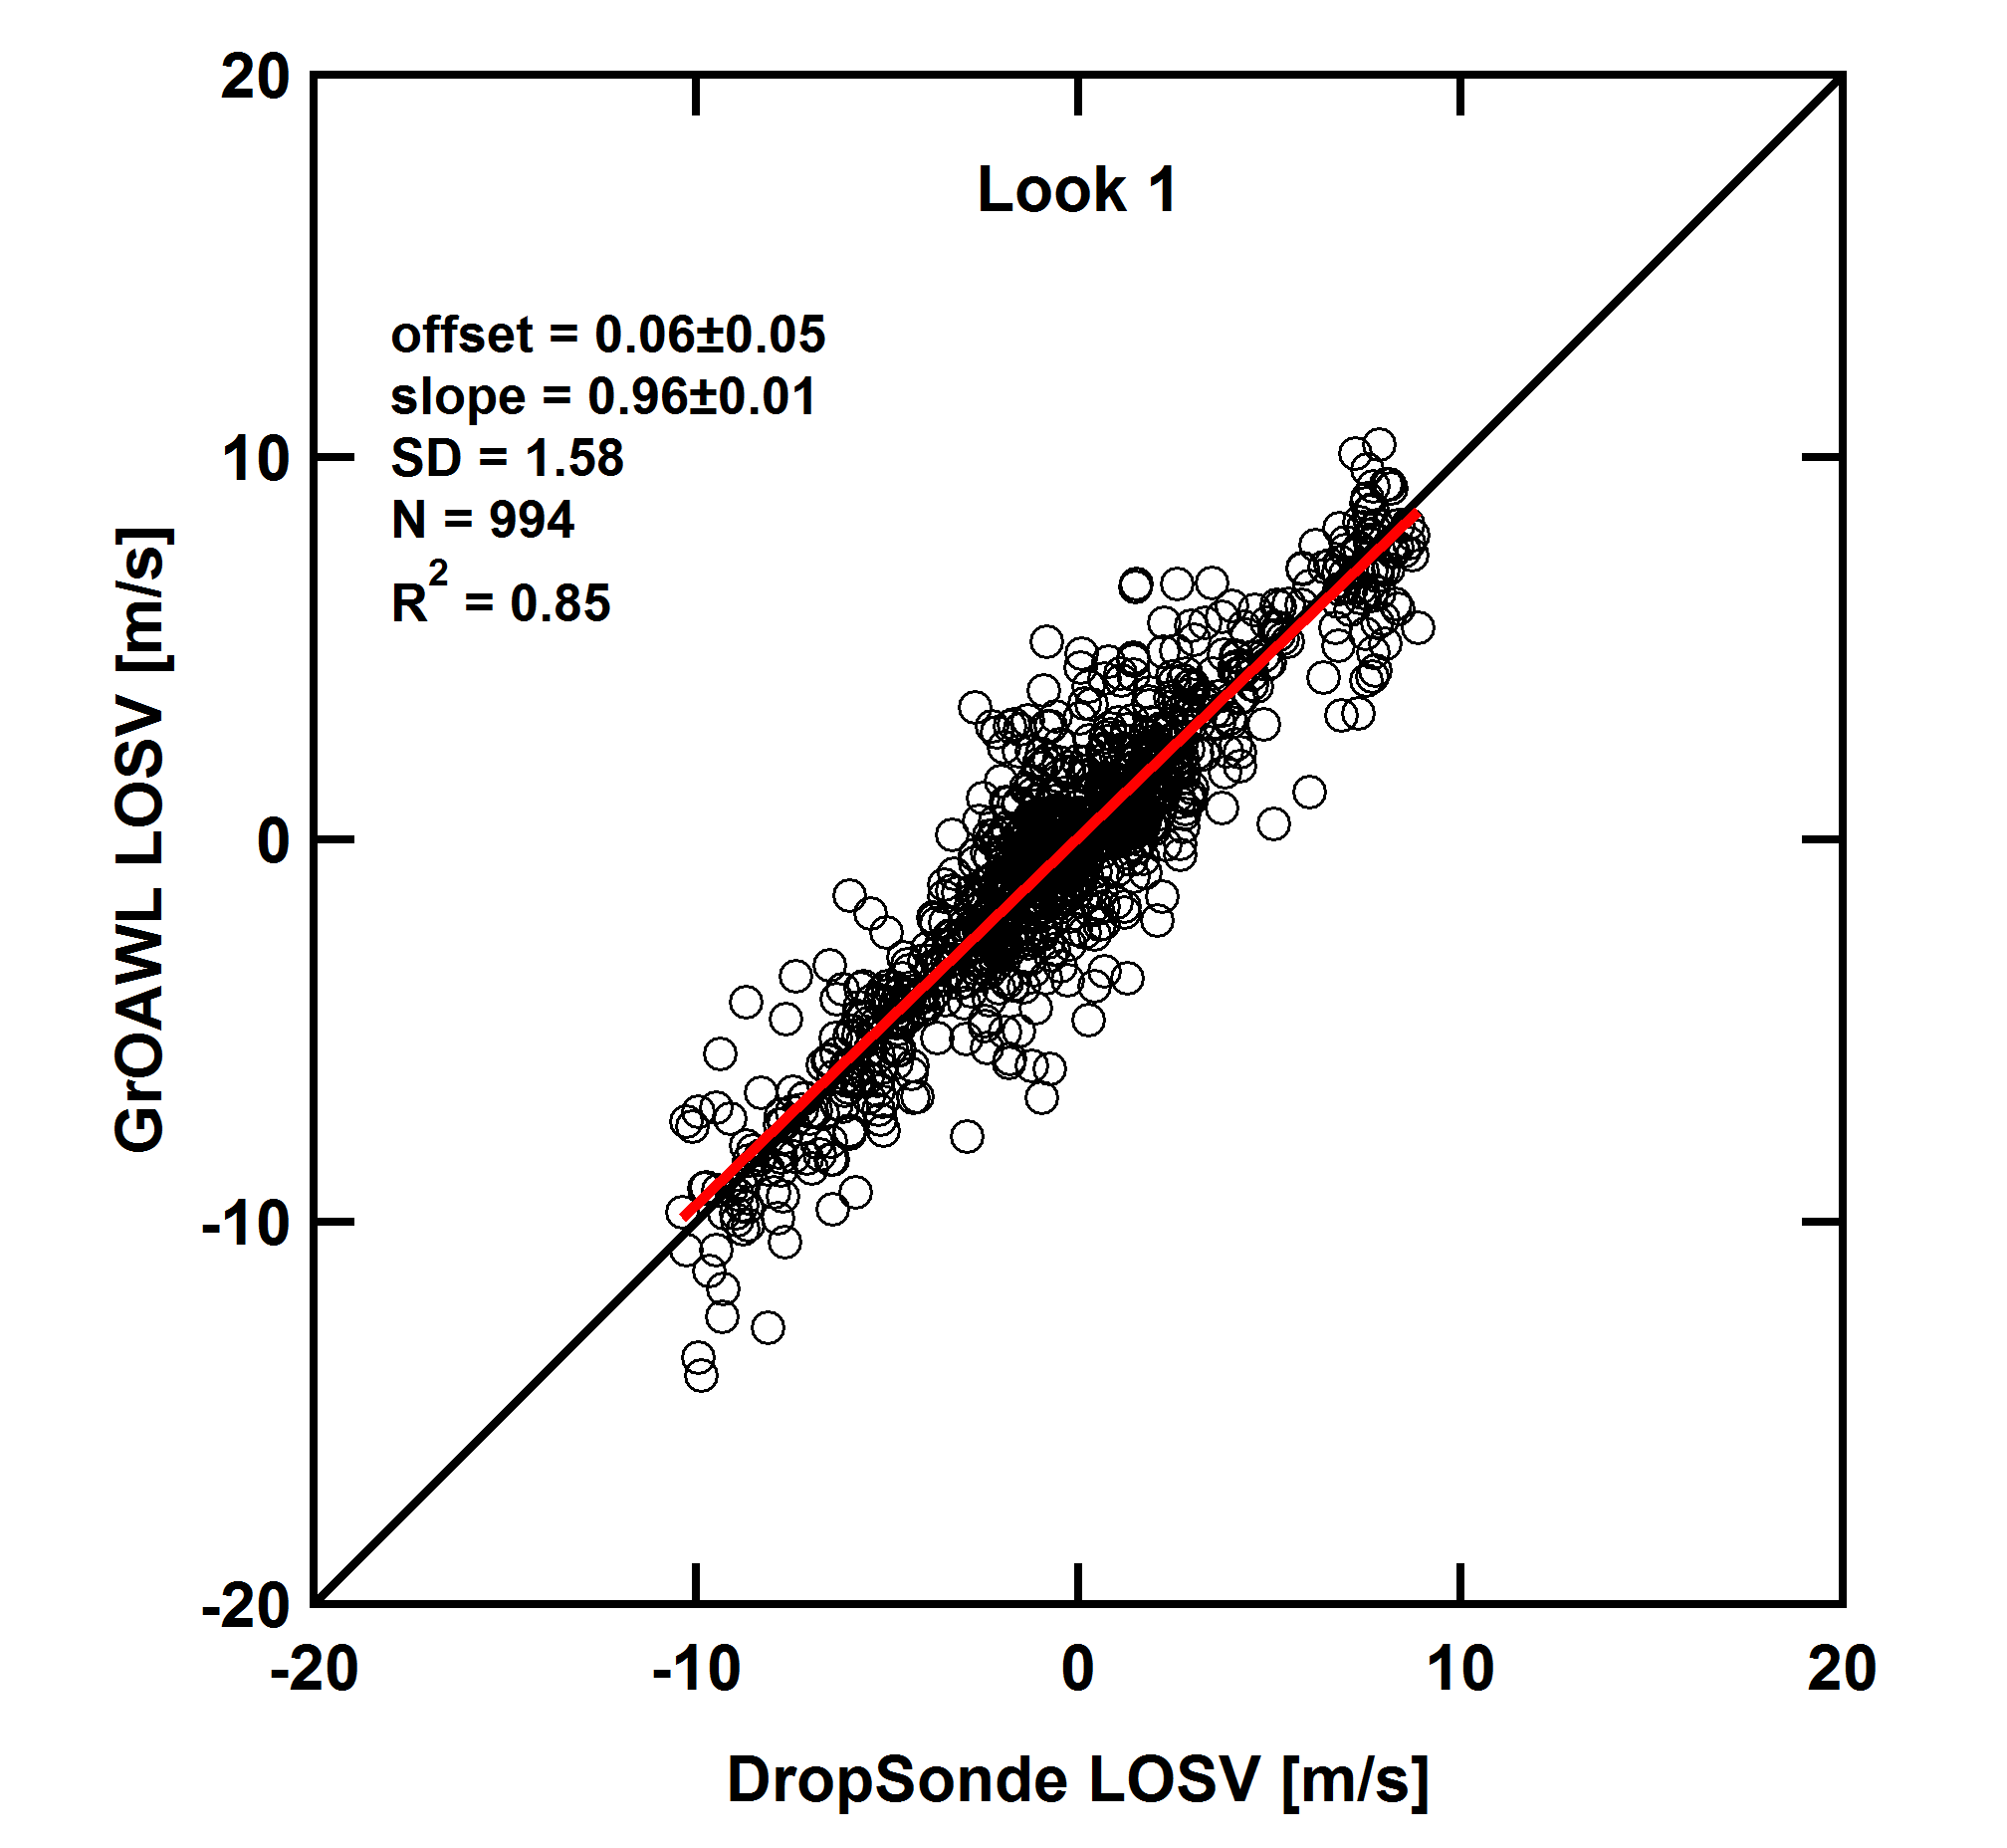 20
Look 1
offset = 0.06±0.05
slope = 0.96±0.01
SD = 1.58
10
N = 994
R² = 0.85
GrOAWL LOSV [m/s]
0
-10
-20
-20 -10 0 10 20
DropSonde LOSV [m/s]